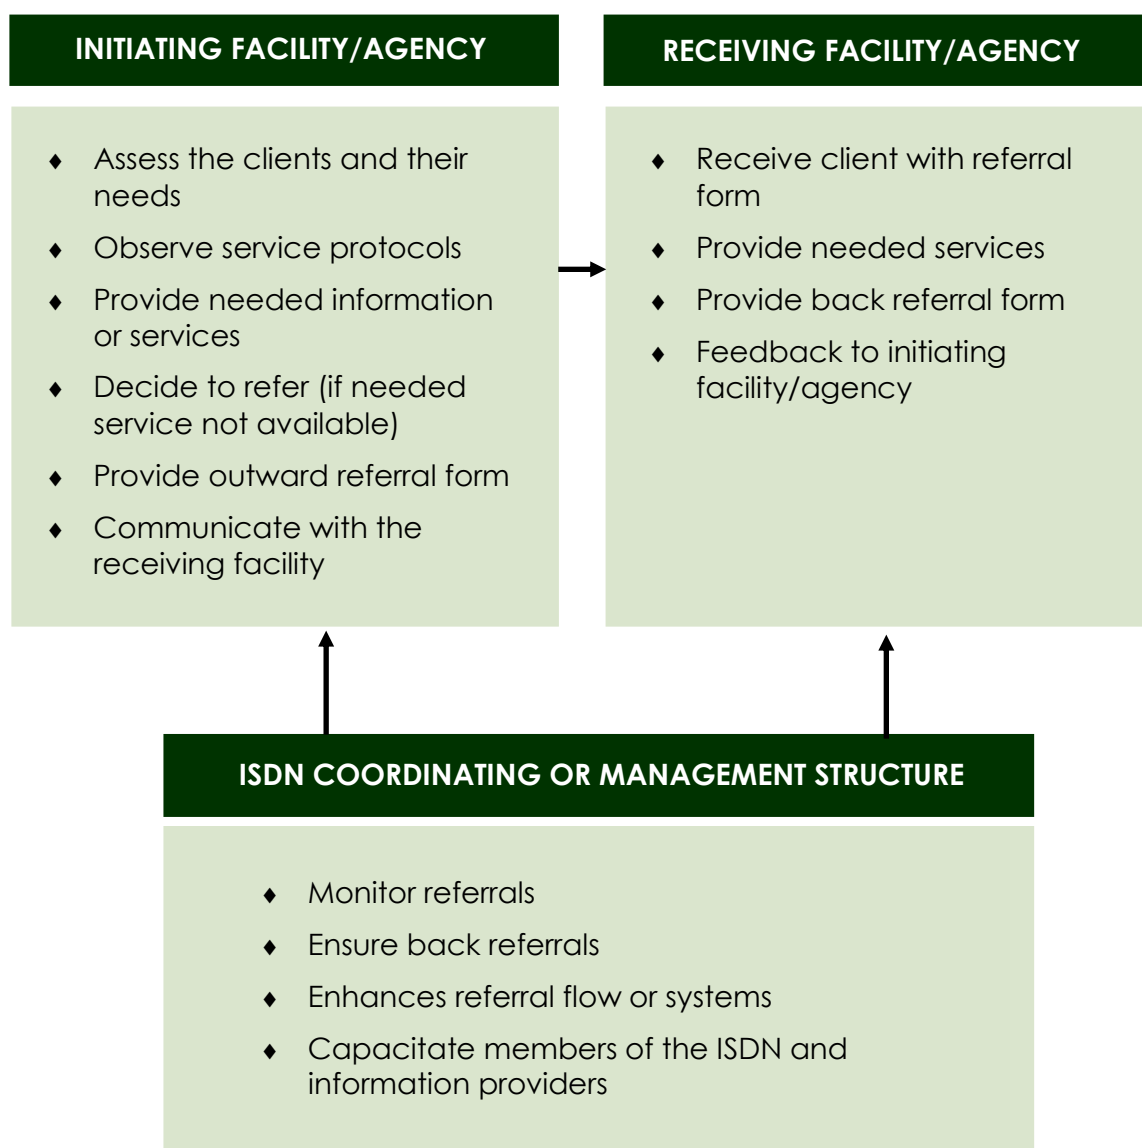 INITIATING FACILITY/AGENCY
♦ Assess the clients and their
needs
♦ Observe service protocols
♦ Provide needed information
or services
♦ Decide to refer (if needed
service not available)
♦ Provide outward referral form
♦ Communicate with the
receiving facility
RECEIVING FACILITY/AGENCY
♦ Receive client with referral
form
♦ Provide needed services
♦ Provide back referral form
♦ Feedback to initiating
facility/agency
ISDN COORDINATING OR MANAGEMENT STRUCTURE
♦ Monitor referrals
♦ Ensure back referrals
♦ Enhances referral flow or systems
♦ Capacitate members of the ISDN and
information providers